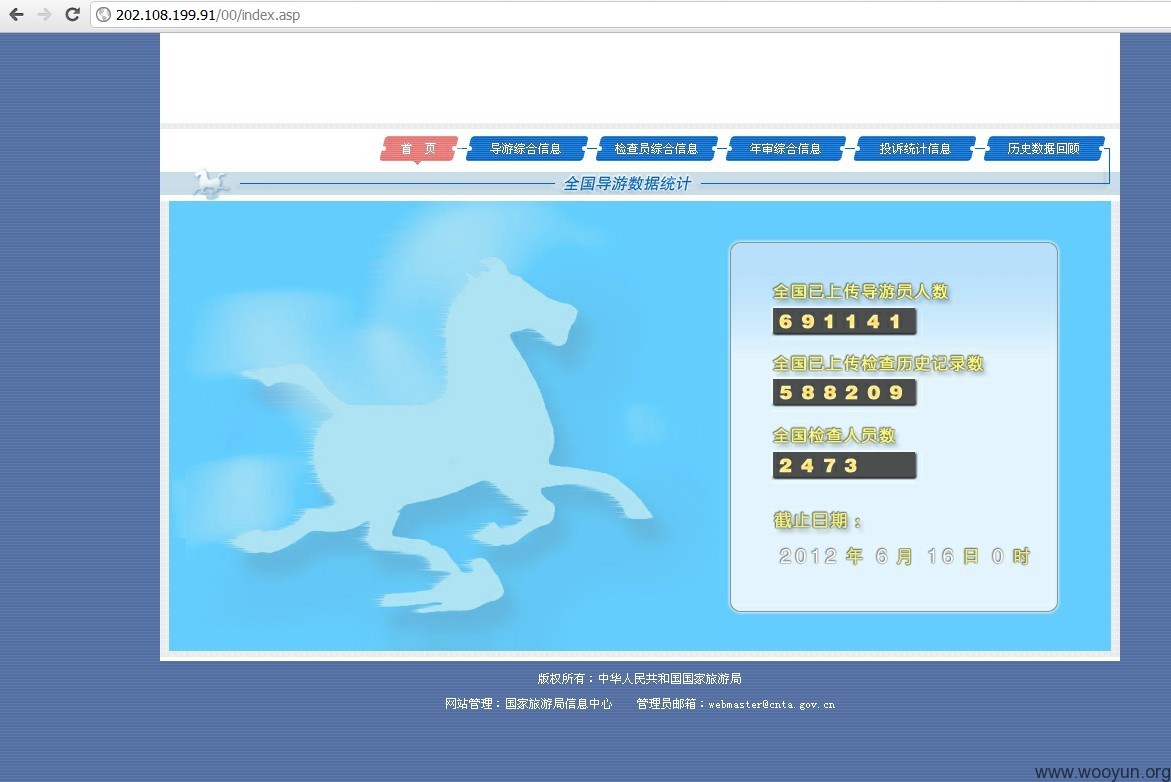 202.108.199.91/00/index.asp
首 页 导游综合信息 检查员综合信息 年审综合信息 投诉统计信息 历史数据回顾
全国导游数据统计
全国已上传导游员人数
691141
全国已上传检查历史记录数
588209
全国检查人员数
2473
截止日期：
2012 年 6 月 16 日 0 时
版权所有：中华人民共和国国家旅游局
网站管理：国家旅游局信息中心 管理员邮箱：webmaster@cnta.gov.cn
www.wooyun.org